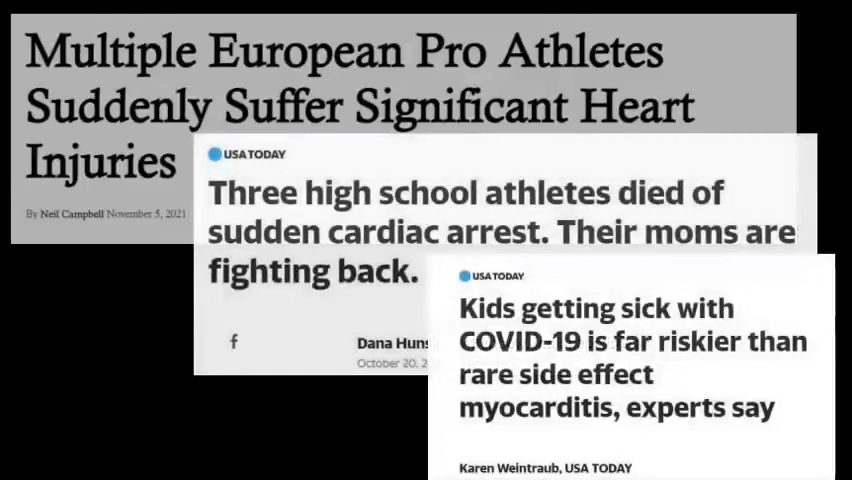 Multiple European Pro Athletes
Suddenly Suffer Significant Heart
Injuries
By Neil Campbell November 5, 2021
USA TODAY
Three high school athletes died of
sudden cardiac arrest. Their moms are
fighting back.
f
Dana
October 20,
USA TODAY
Kids getting sick with
COVID-19 is far riskier than
rare side effect
myocarditis, experts say
Karen Weintraub, USA TODAY